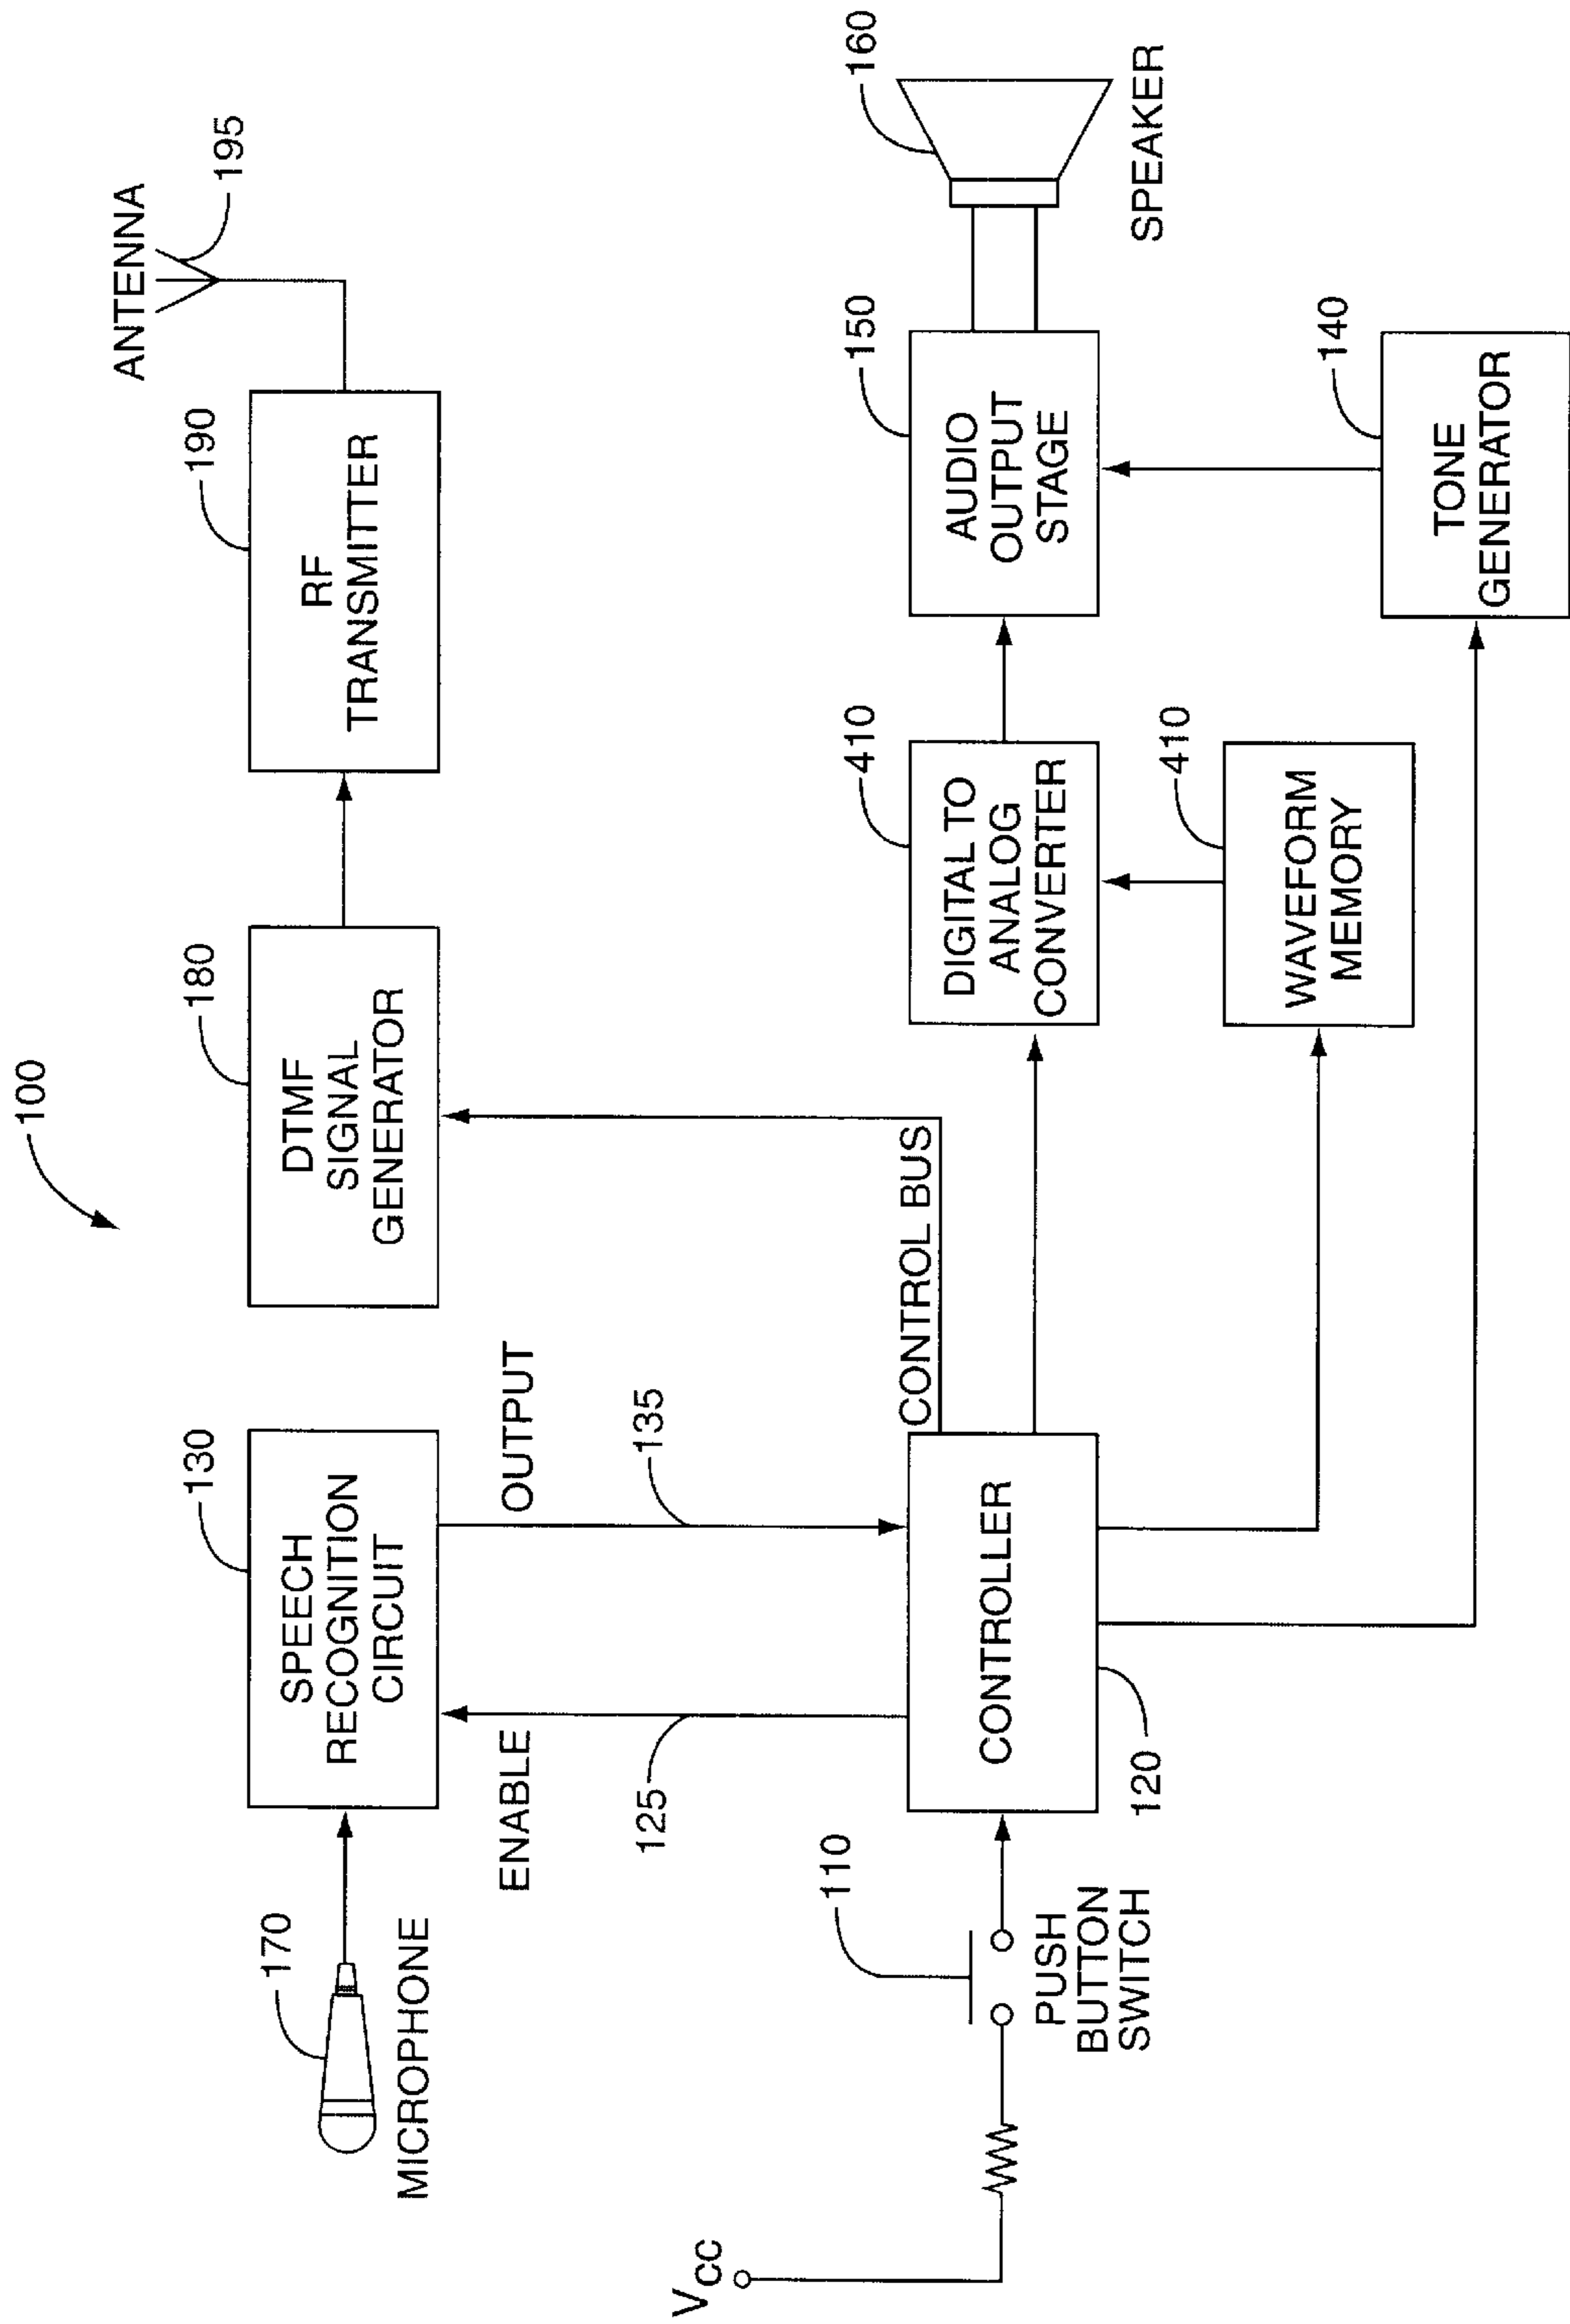 100
ANTENNA
195
170
MICROPHONE
130
SPEECH
RECOGNITION
CIRCUIT
180
DTMF
SIGNAL
GENERATOR
190
RF
TRANSMITTER
ENABLE
OUTPUT
125
135
VCC
110
PUSH
BUTTON
SWITCH
CONTROLLER
120
CONTROL BUS
410
DIGITAL TO
ANALOG
CONVERTER
150
AUDIO
OUTPUT
STAGE
160
SPEAKER
410
WAVEFORM
MEMORY
140
TONE
GENERATOR